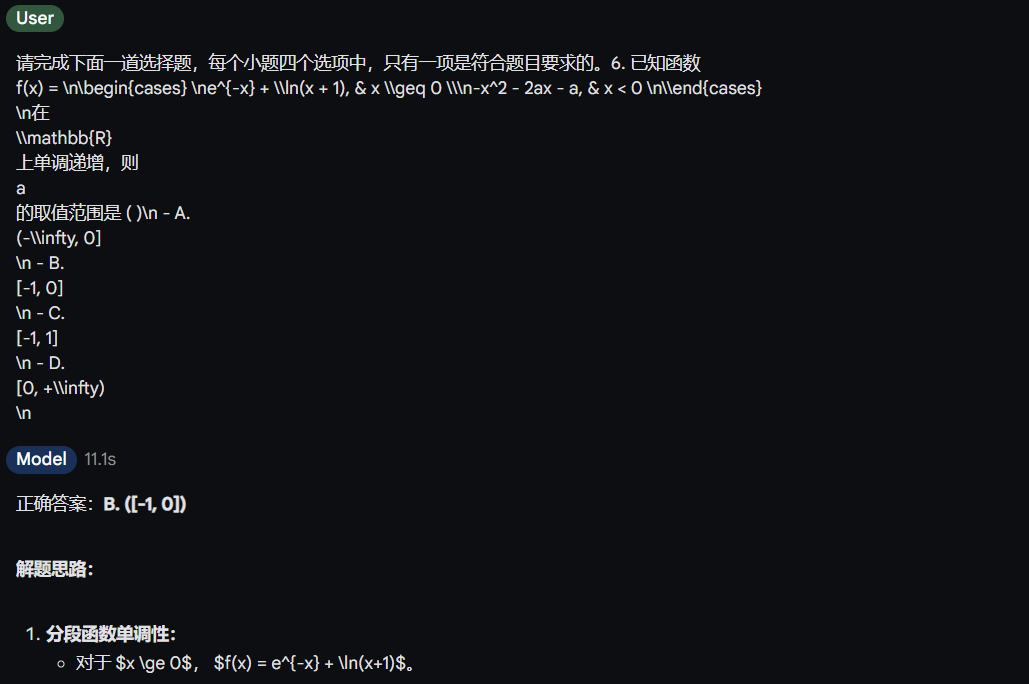 User
请完成下面一道选择题，每个小题四个选项中，只有一项是符合题目要求的。6. 已知函数
f(x) = \n\begin{cases} \ne^{-x} + \\ln(x + 1), & x \\geq 0 \\\n-x^2 - 2ax - a, & x < 0 \n\\end{cases}
\n在
\\mathbb{R}
上单调递增，则
a
的取值范围是 ( )\n - A.
(-\\infty, 0]
\n - B.
[-1, 0]
\n - C.
[-1, 1]
\n - D.
[0, +\\infty)
\n
Model 11.1s
正确答案：B. ([-1, 0])
解题思路：
1. 分段函数单调性：
○ 对于 $x \ge 0$， $f(x) = e^{-x} + \ln(x+1)$。